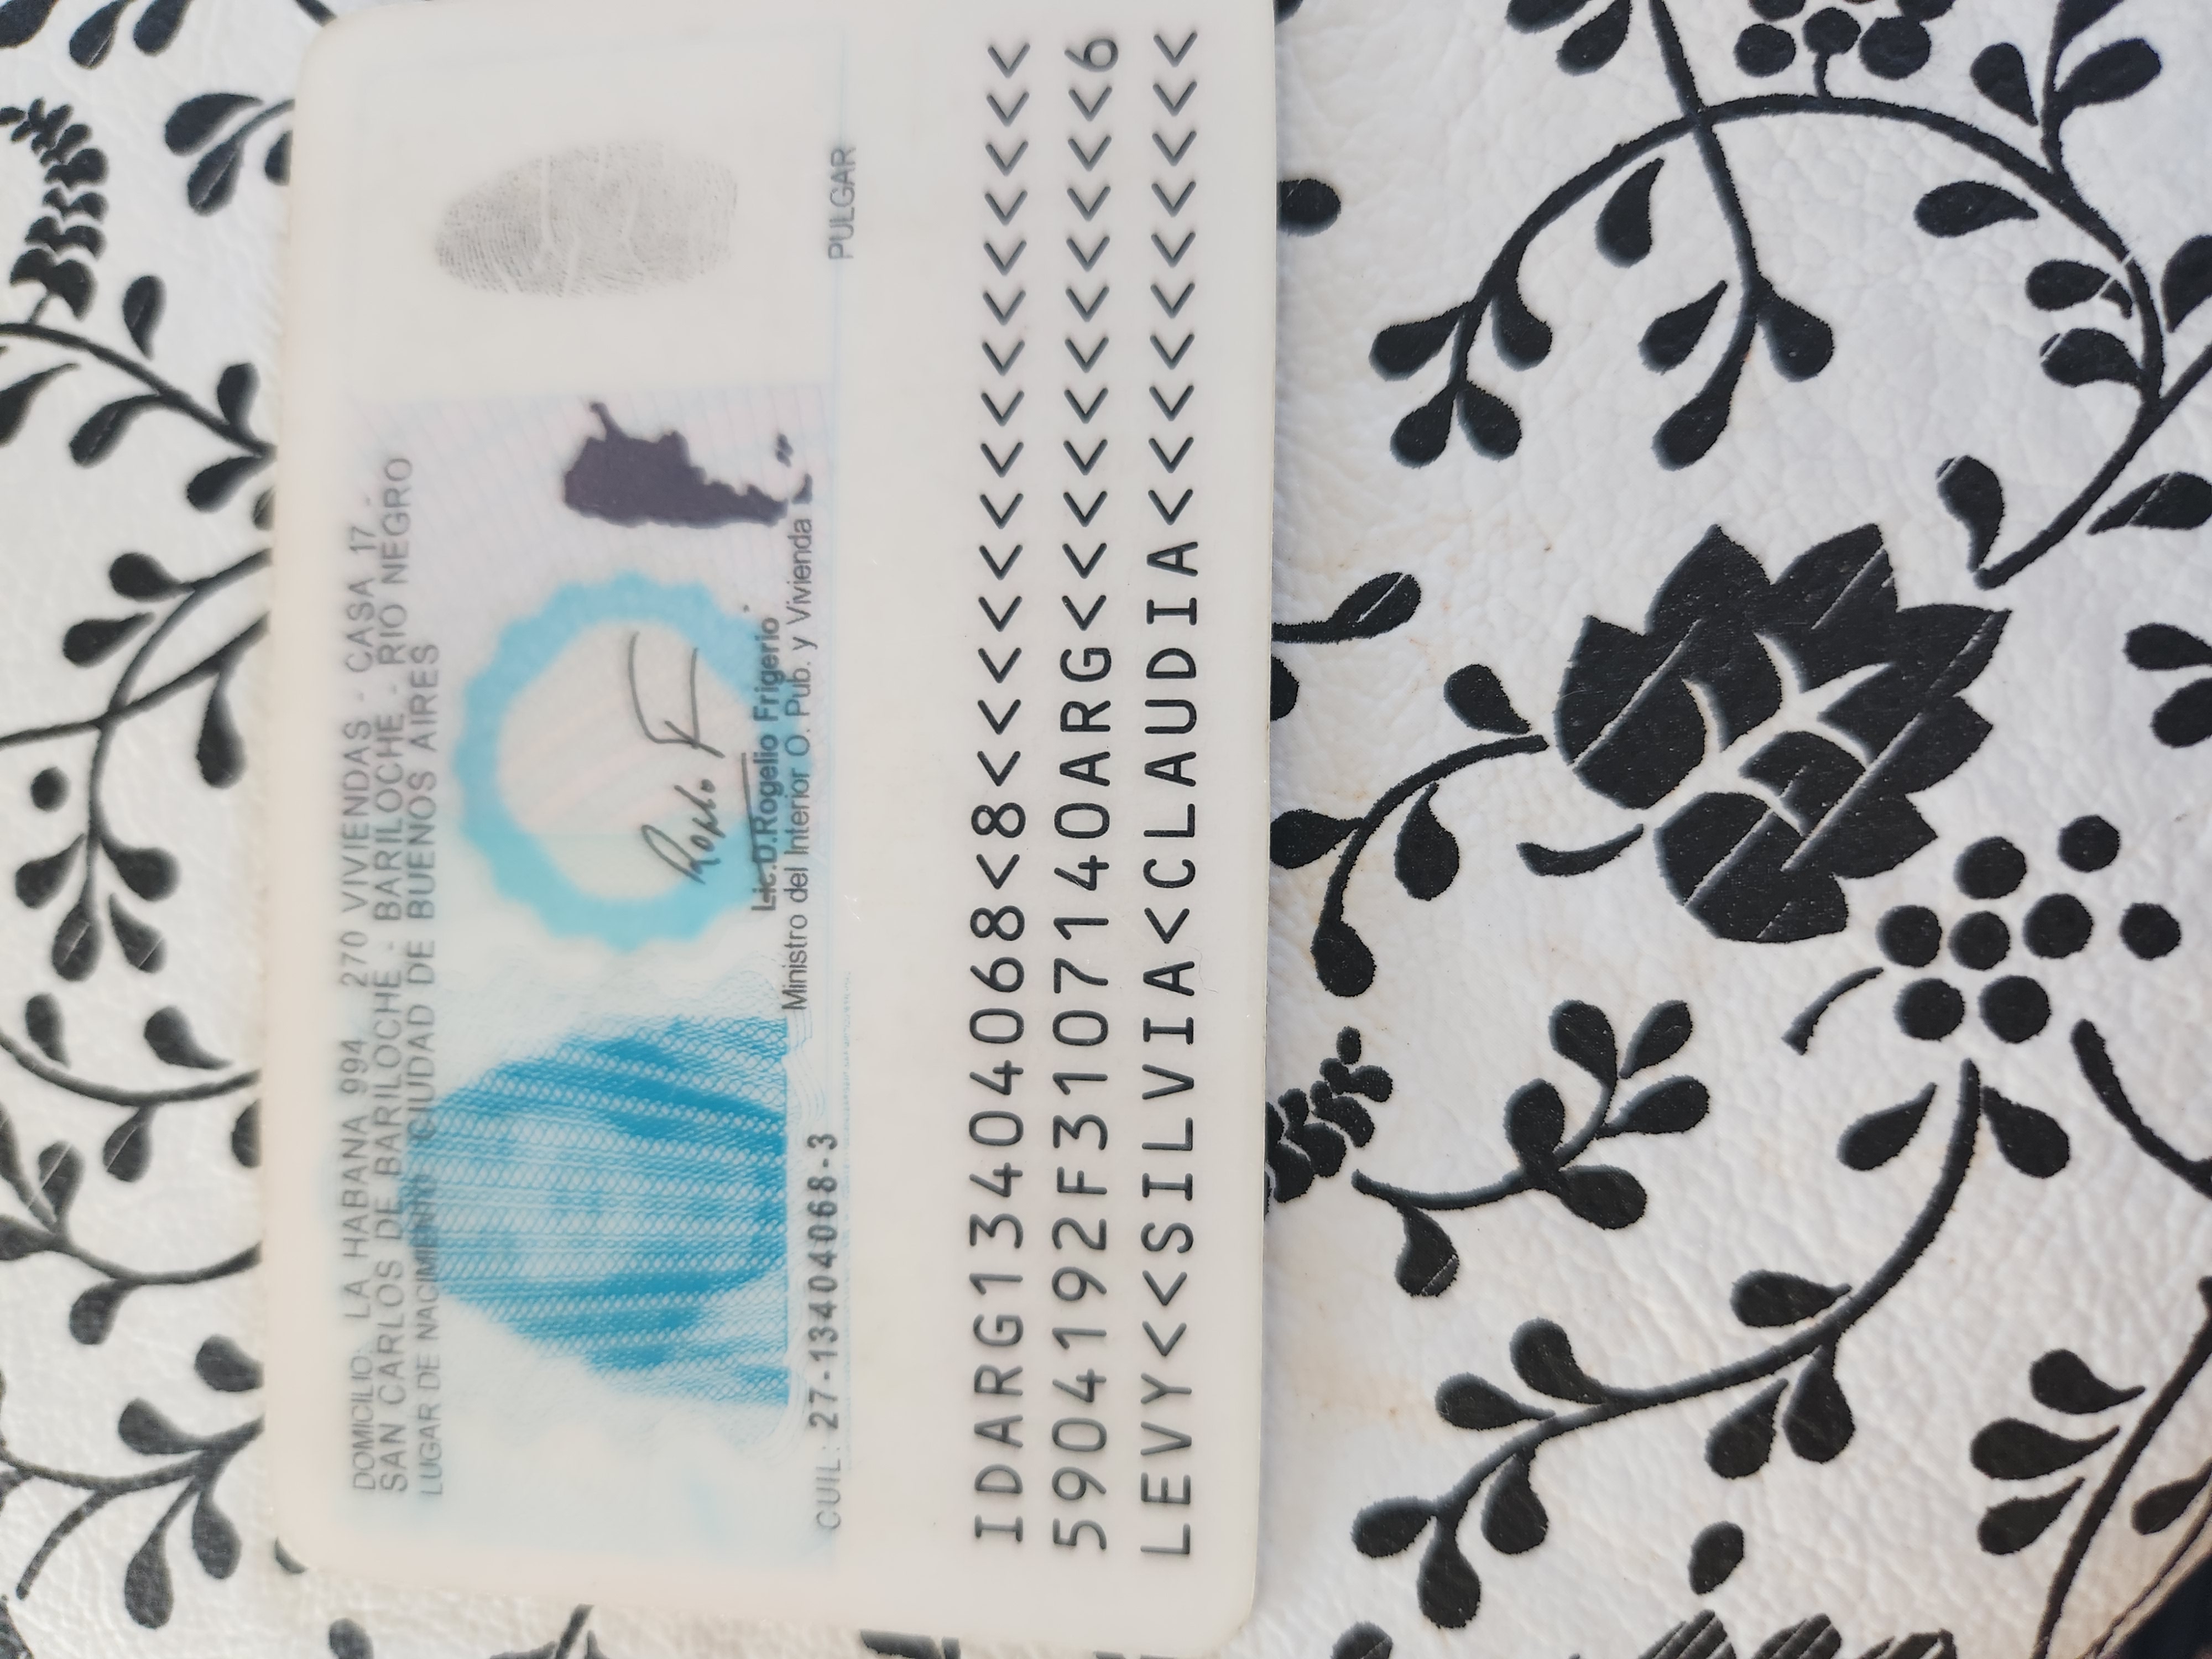 DOMICILIO: LA HABANA 994 270 VIVIENDAS - CASA 17 -
SAN CARLOS DE BARILOCHE - BARILOCHE - RIO NEGRO
LUGAR DE NACIMIENTO: CIUDAD DE BUENOS AIRES
Lic.D.Rogelio Frigerio
Ministro del Interior O. Pub. y Vivienda
CUIL: 27-13404068-3
PULGAR
IDARG13404068<8<<<<<<<<<<<<<<<
5904192F3107140ARG<<<<<<<<<<<6
LEVY<<SILVIA<CLAUDIA<<<<<<<<<<